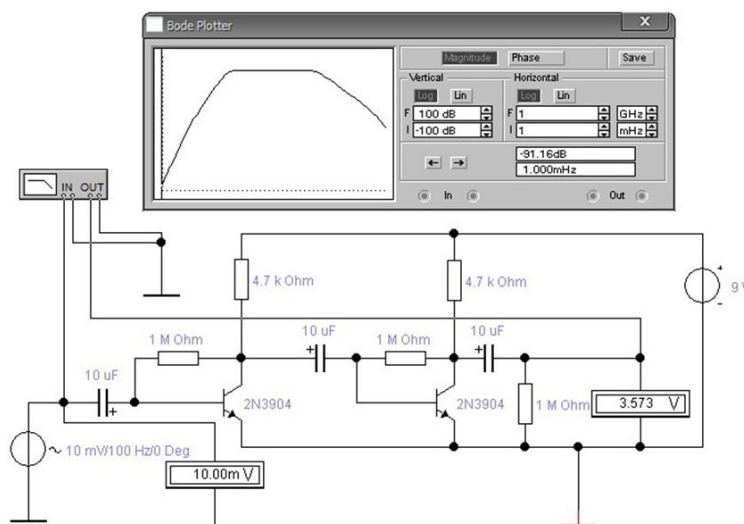 Bode Plotter
X
Magnitude Phase Save
Vertical Horizontal
Log Lin Log Lin
F 100 dB F 1 GHz
I -100 dB I 1 mHz
← → -91.16dB
1.000mHz
In Out
IN OUT
4.7 k Ohm 4.7 k Ohm
+
9 V
-
1 M Ohm 10 uF 1 M Ohm 10 uF
+ +
10 uF
+
2N3904 2N3904 1 M Ohm 3.573 V
~ 10 mV/100 Hz/0 Deg
10.00m V